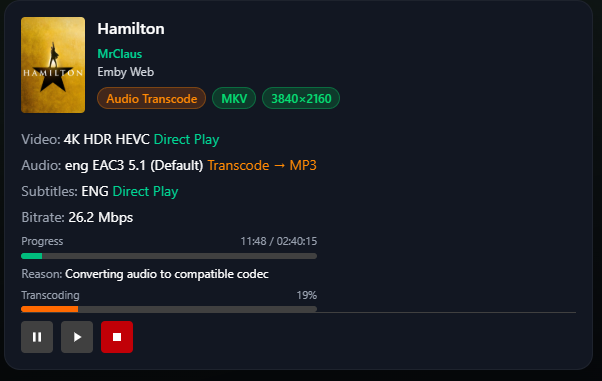 Hamilton
MrClaus
Emby Web
HAMILTON
Audio Transcode MKV 3840×2160
Video: 4K HDR HEVC Direct Play
Audio: eng EAC3 5.1 (Default) Transcode → MP3
Subtitles: ENG Direct Play
Bitrate: 26.2 Mbps
Progress 11:48 / 02:40:15
Reason: Converting audio to compatible codec
Transcoding 19%